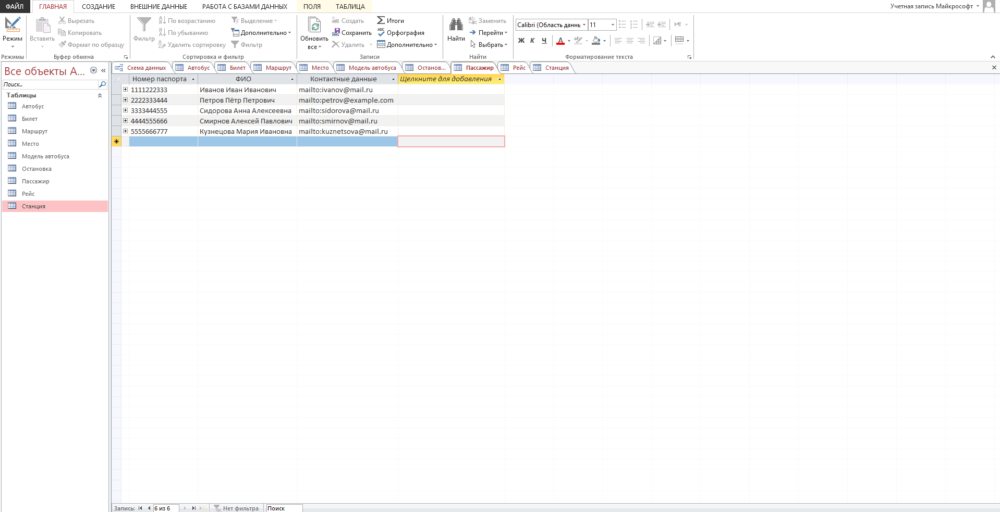 ФАЙЛ ГЛАВНАЯ СОЗДАНИЕ ВНЕШНИЕ ДАННЫЕ РАБОТА С БАЗАМИ ДАННЫХ ПОЛЯ ТАБЛИЦА Учетная запись Майкрософт
Режим
Режимы
Вставить
Вырезать
Копировать
Формат по образцу
Буфер обмена
Фильтр
По возрастанию
По убыванию
Удалить сортировку
Выделение
Дополнительно
Фильтр
Сортировка и фильтр
Обновить
все
Создать
Сохранить
Удалить
Итоги
Орфография
Дополнительно
Записи
Найти
Заменить
Перейти
Выбрать
Найти
Calibri (Область даннь 11
Ж К Ч А
Форматирование текста
Все объекты A... «
Поиск...
Таблицы
Автобус
Билет
Маршрут
Место
Модель автобуса
Остановка
Пассажир
Рейс
Станция
Схема данных Автобус Билет Маршрут Место Модель автобуса Останов... Пассажир Рейс Станция
Номер паспорта ФИО Контактные данные Щелкните для добавления
1111222333 Иванов Иван Иванович mailto:ivanov@mail.ru
2222333444 Петров Пётр Петрович mailto:petrov@example.com
3333444555 Сидорова Анна Алексеевна mailto:sidorova@mail.ru
4444555666 Смирнов Алексей Павлович mailto:smirnov@mail.ru
5555666777 Кузнецова Мария Ивановна mailto:kuznetsova@mail.ru
Запись: 6 из 6 Нет фильтра Поиск